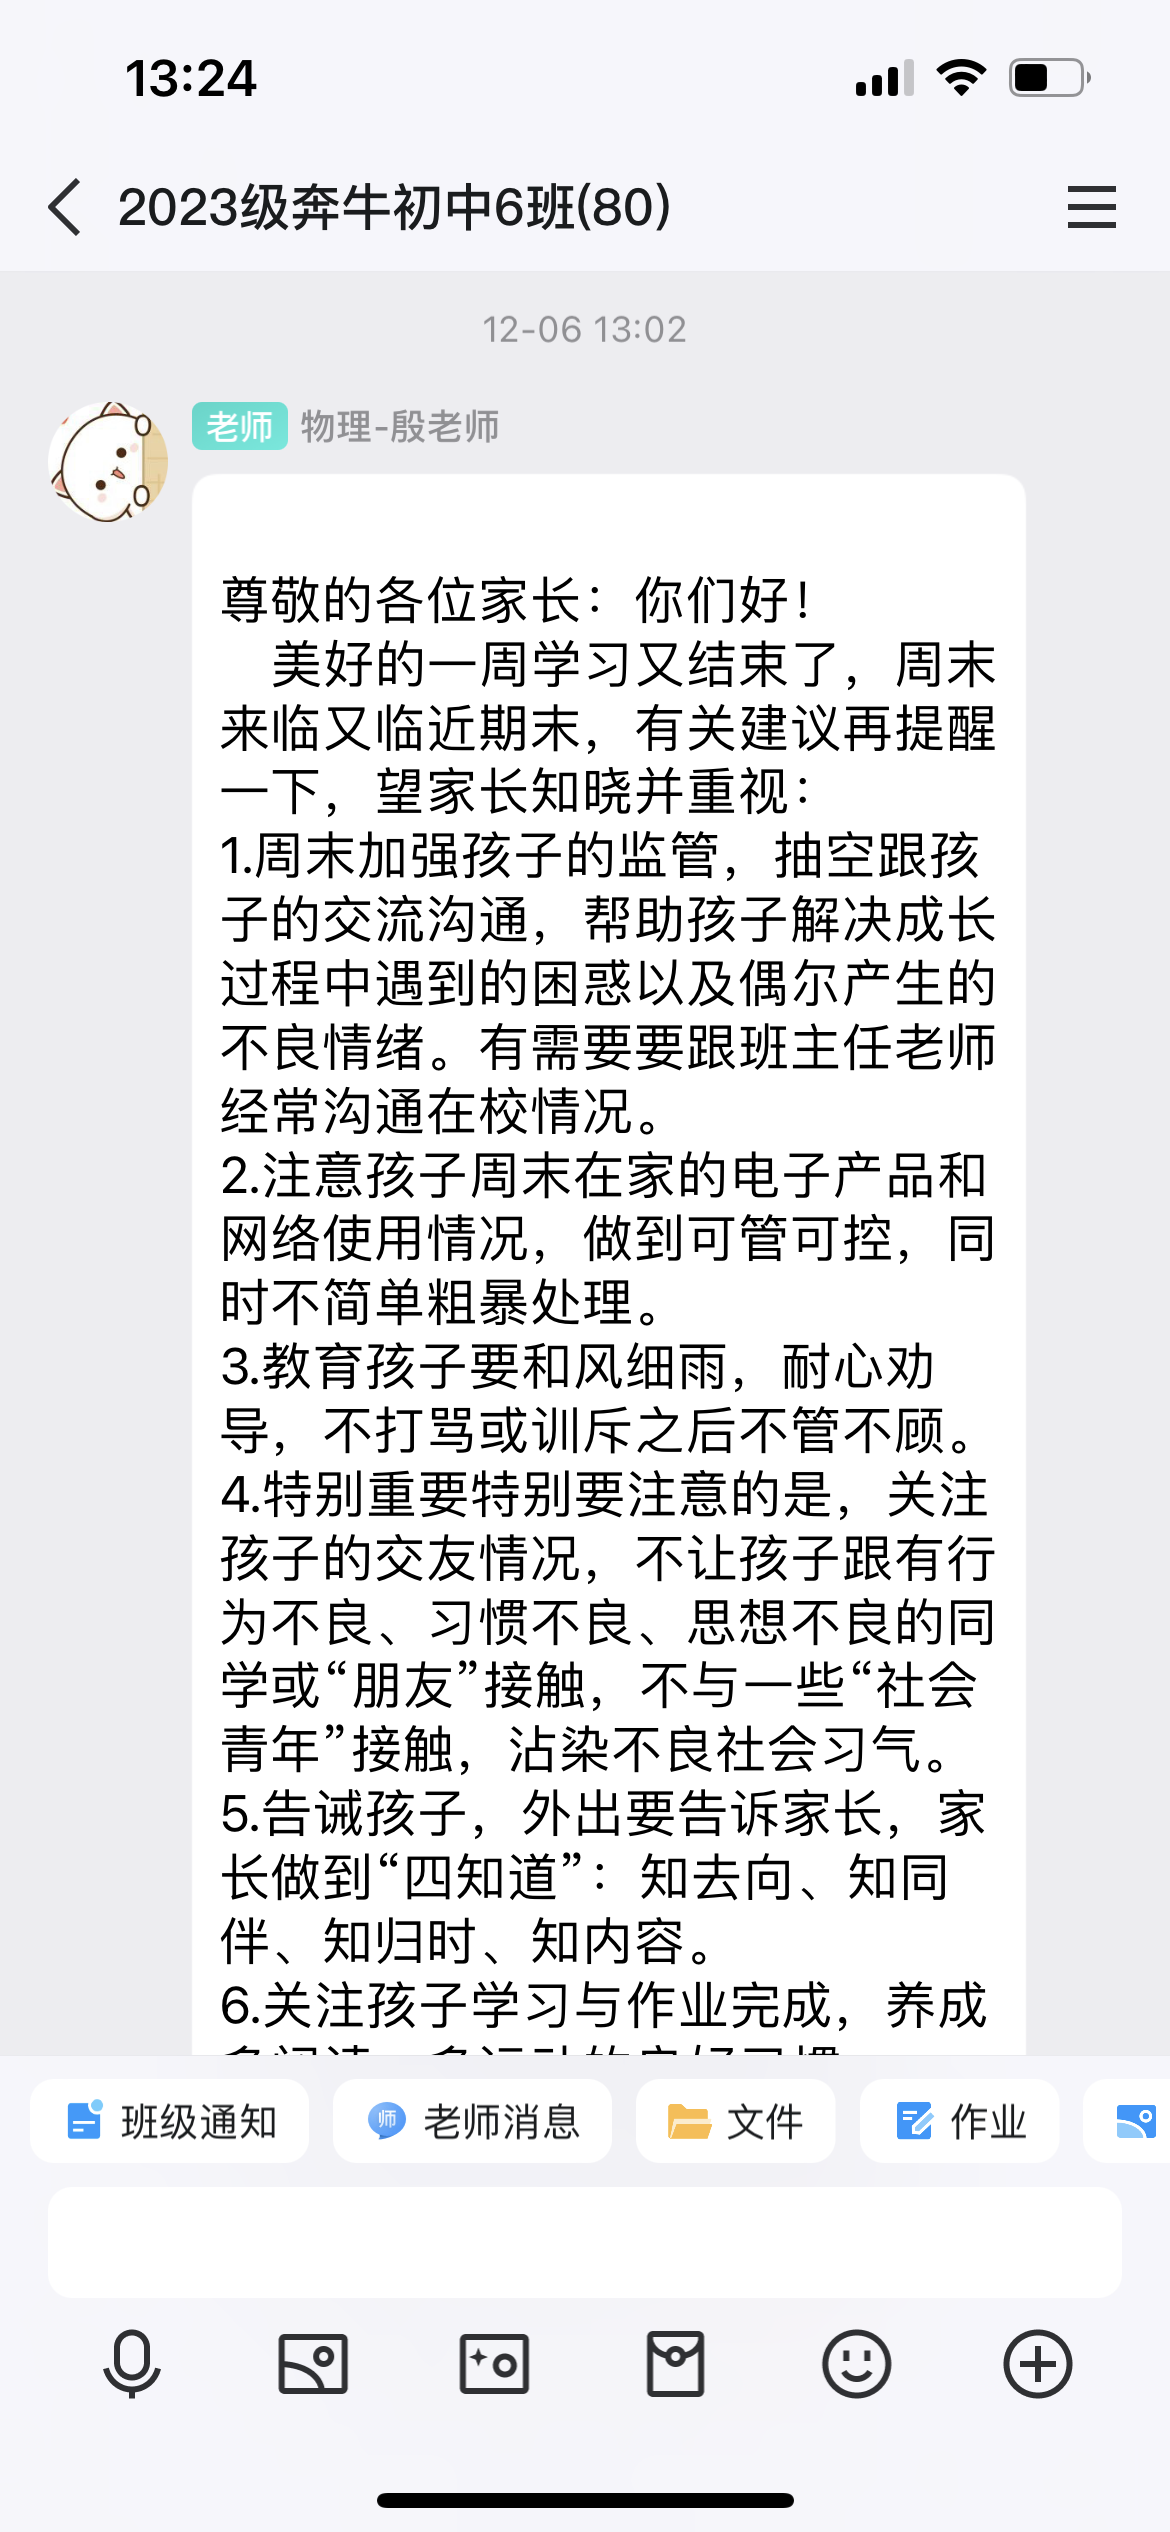 13:24
2023级奔牛初中6班(80)
12-06 13:02
老师 物理-殷老师
尊敬的各位家长：你们好！
美好的一周学习又结束了，周末
来临又临近期末，有关建议再提醒
一下，望家长知晓并重视：
1.周末加强孩子的监管，抽空跟孩
子的交流沟通，帮助孩子解决成长
过程中遇到的困惑以及偶尔产生的
不良情绪。有需要要跟班主任老师
经常沟通在校情况。
2.注意孩子周末在家的电子产品和
网络使用情况，做到可管可控，同
时不简单粗暴处理。
3.教育孩子要和风细雨，耐心劝
导，不打骂或训斥之后不管不顾。
4.特别重要特别要注意的是，关注
孩子的交友情况，不让孩子跟有行
为不良、习惯不良、思想不良的同
学或“朋友”接触，不与一些“社会
青年”接触，沾染不良社会习气。
5.告诫孩子，外出要告诉家长，家
长做到“四知道”：知去向、知同
伴、知归时、知内容。
6.关注孩子学习与作业完成，养成
班级通知 师 老师消息 文件 作业